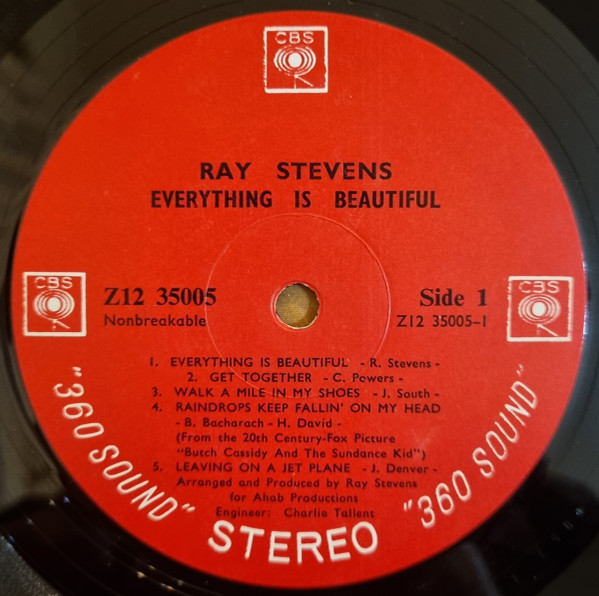 CBS
RAY STEVENS
EVERYTHING IS BEAUTIFUL
CBS
CBS
Z12 35005
Nonbreakable
Side 1
Z12 35005-1
1. EVERYTHING IS BEAUTIFUL - R. Stevens -
2. GET TOGETHER - C. Powers -
3. WALK A MILE IN MY SHOES - J. South -
4. RAINDROPS KEEP FALLIN' ON MY HEAD
- B. Bacharach - H. David -
(From the 20th Century-Fox Picture
"Butch Cassidy And The Sundance Kid")
5. LEAVING ON A JET PLANE - J. Denver -
Arranged and Produced by Ray Stevens
for Ahab Productions
Engineer: Charlie Tallent
"360 SOUND" STEREO "360 SOUND"